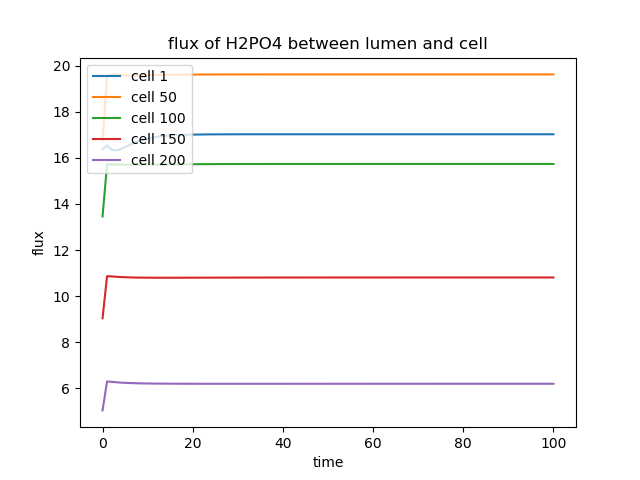 flux of H2PO4 between lumen and cell
cell 1
cell 50
cell 100
cell 150
cell 200
flux
20
18
16
14
12
10
8
6
0 20 40 60 80 100
time